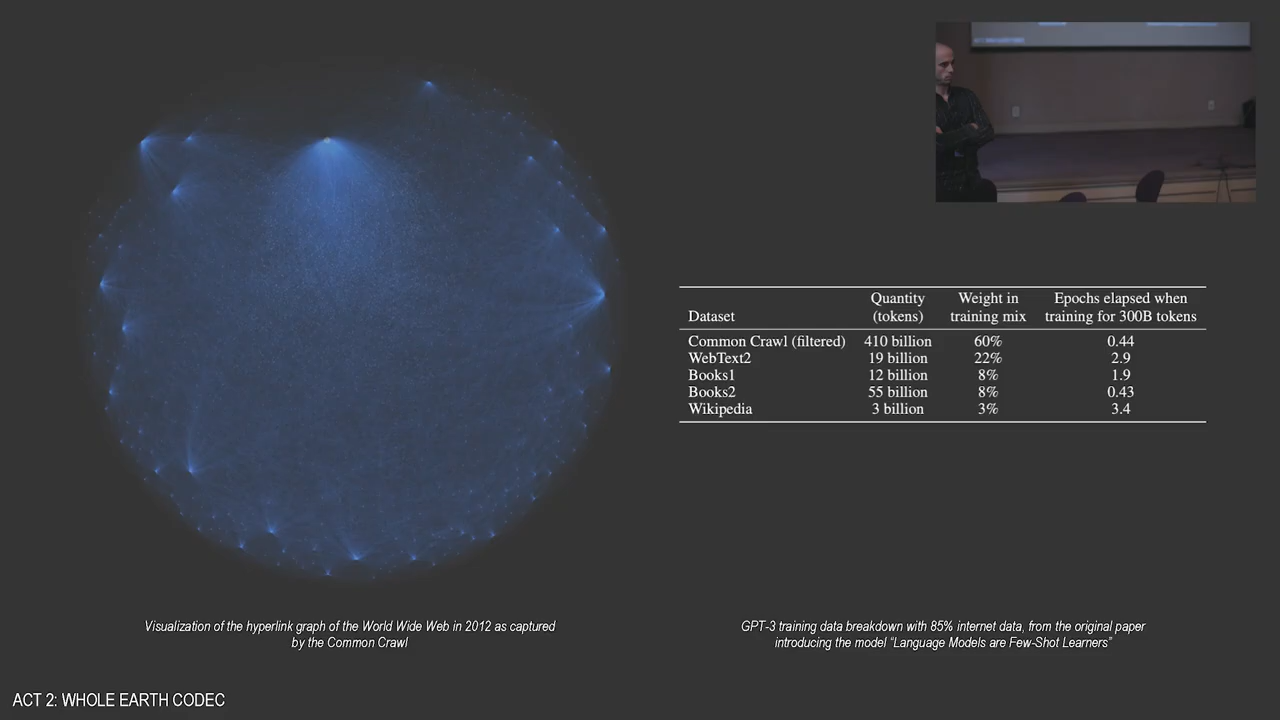 Quantity Weight in Epochs elapsed when
Dataset (tokens) training mix training for 300B tokens
Common Crawl (filtered) 410 billion 60% 0.44
WebText2 19 billion 22% 2.9
Books1 12 billion 8% 1.9
Books2 55 billion 8% 0.43
Wikipedia 3 billion 3% 3.4
Visualization of the hyperlink graph of the World Wide Web in 2012 as captured
by the Common Crawl
GPT-3 training data breakdown with 85% internet data, from the original paper
introducing the model “Language Models are Few-Shot Learners”
ACT 2: WHOLE EARTH CODEC